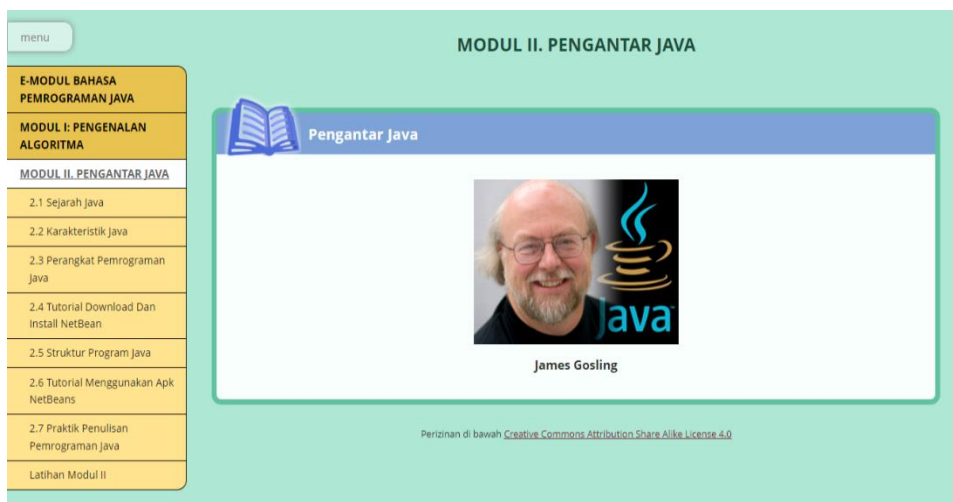 menu
MODUL II. PENGANTAR JAVA
E-MODUL BAHASA
PEMROGRAMAN JAVA
MODUL I: PENGENALAN
ALGORITMA
MODUL II. PENGANTAR JAVA
2.1 Sejarah Java
2.2 Karakteristik Java
2.3 Perangkat Pemrograman
Java
2.4 Tutorial Download Dan
Install NetBean
2.5 Struktur Program Java
2.6 Tutorial Menggunakan Apk
NetBeans
2.7 Praktik Penulisan
Pemrograman Java
Latihan Modul II
Pengantar Java
Java
James Gosling
Perizinan di bawah Creative Commons Attribution Share Alike License 4.0